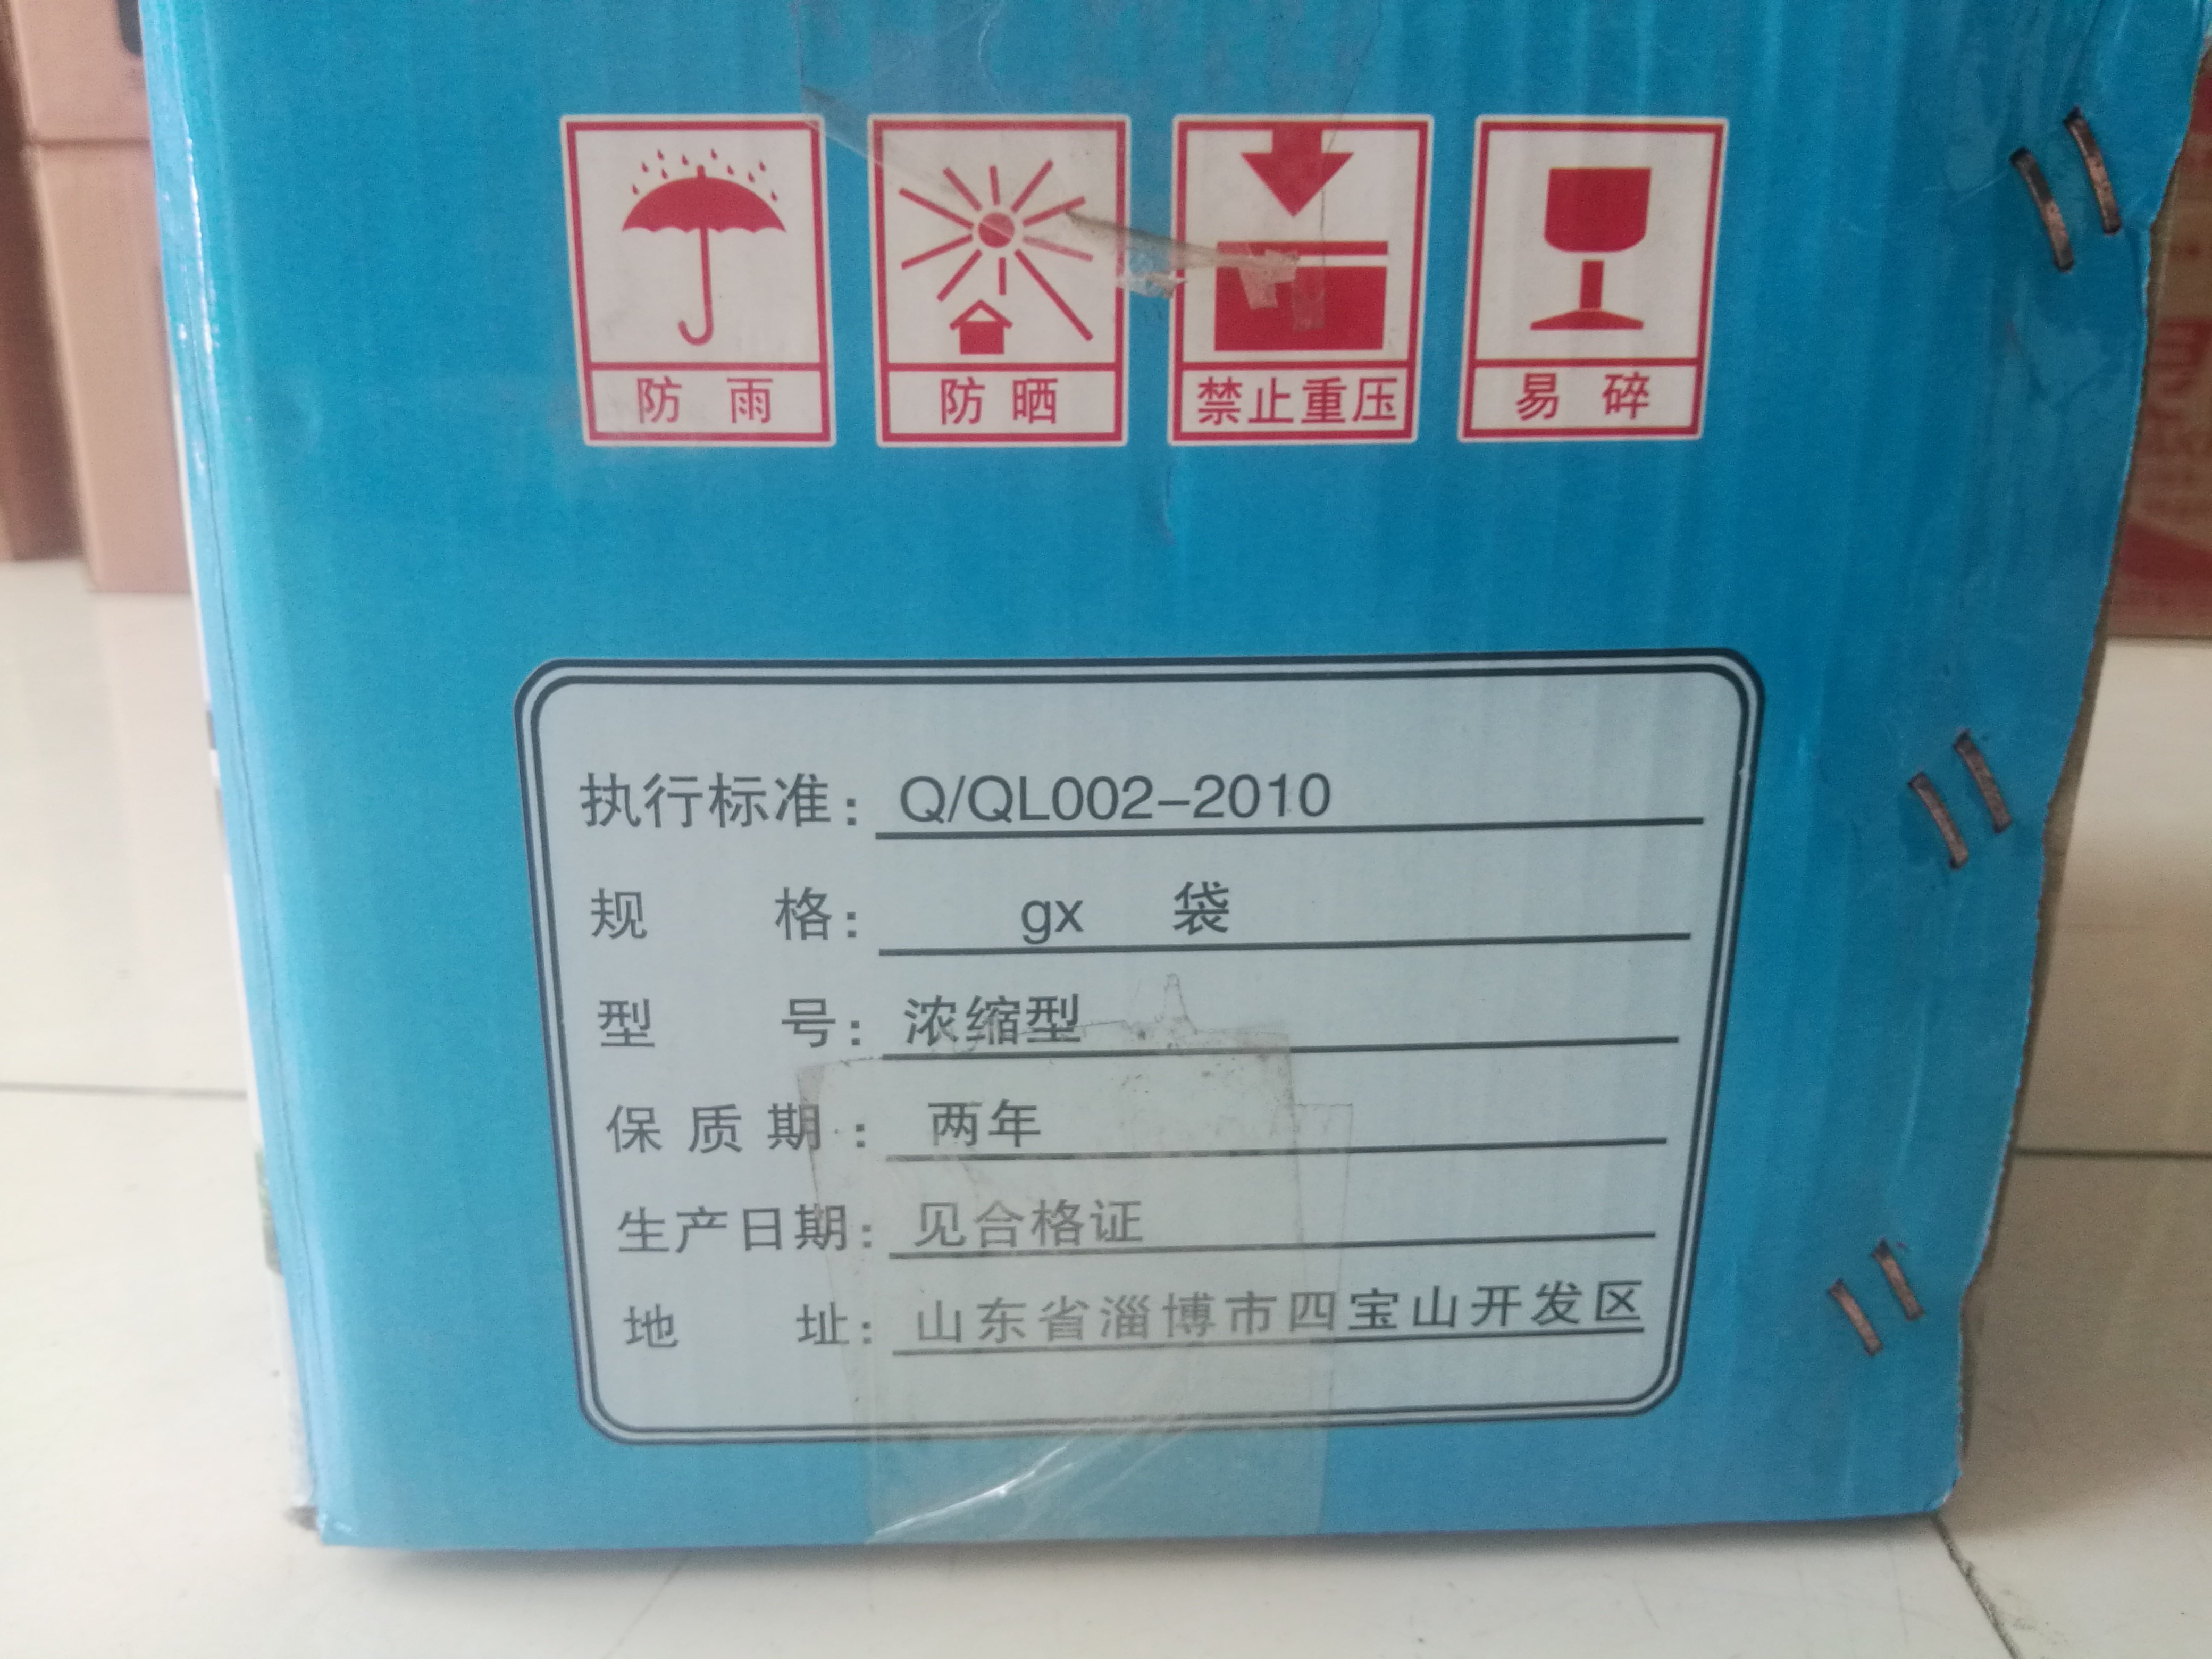 防雨 防晒 禁止重压 易碎
执行标准：Q/QL002-2010
规格： gx 袋
型号：浓缩型
保质期：两年
生产日期：见合格证
地址：山东省淄博市四宝山开发区